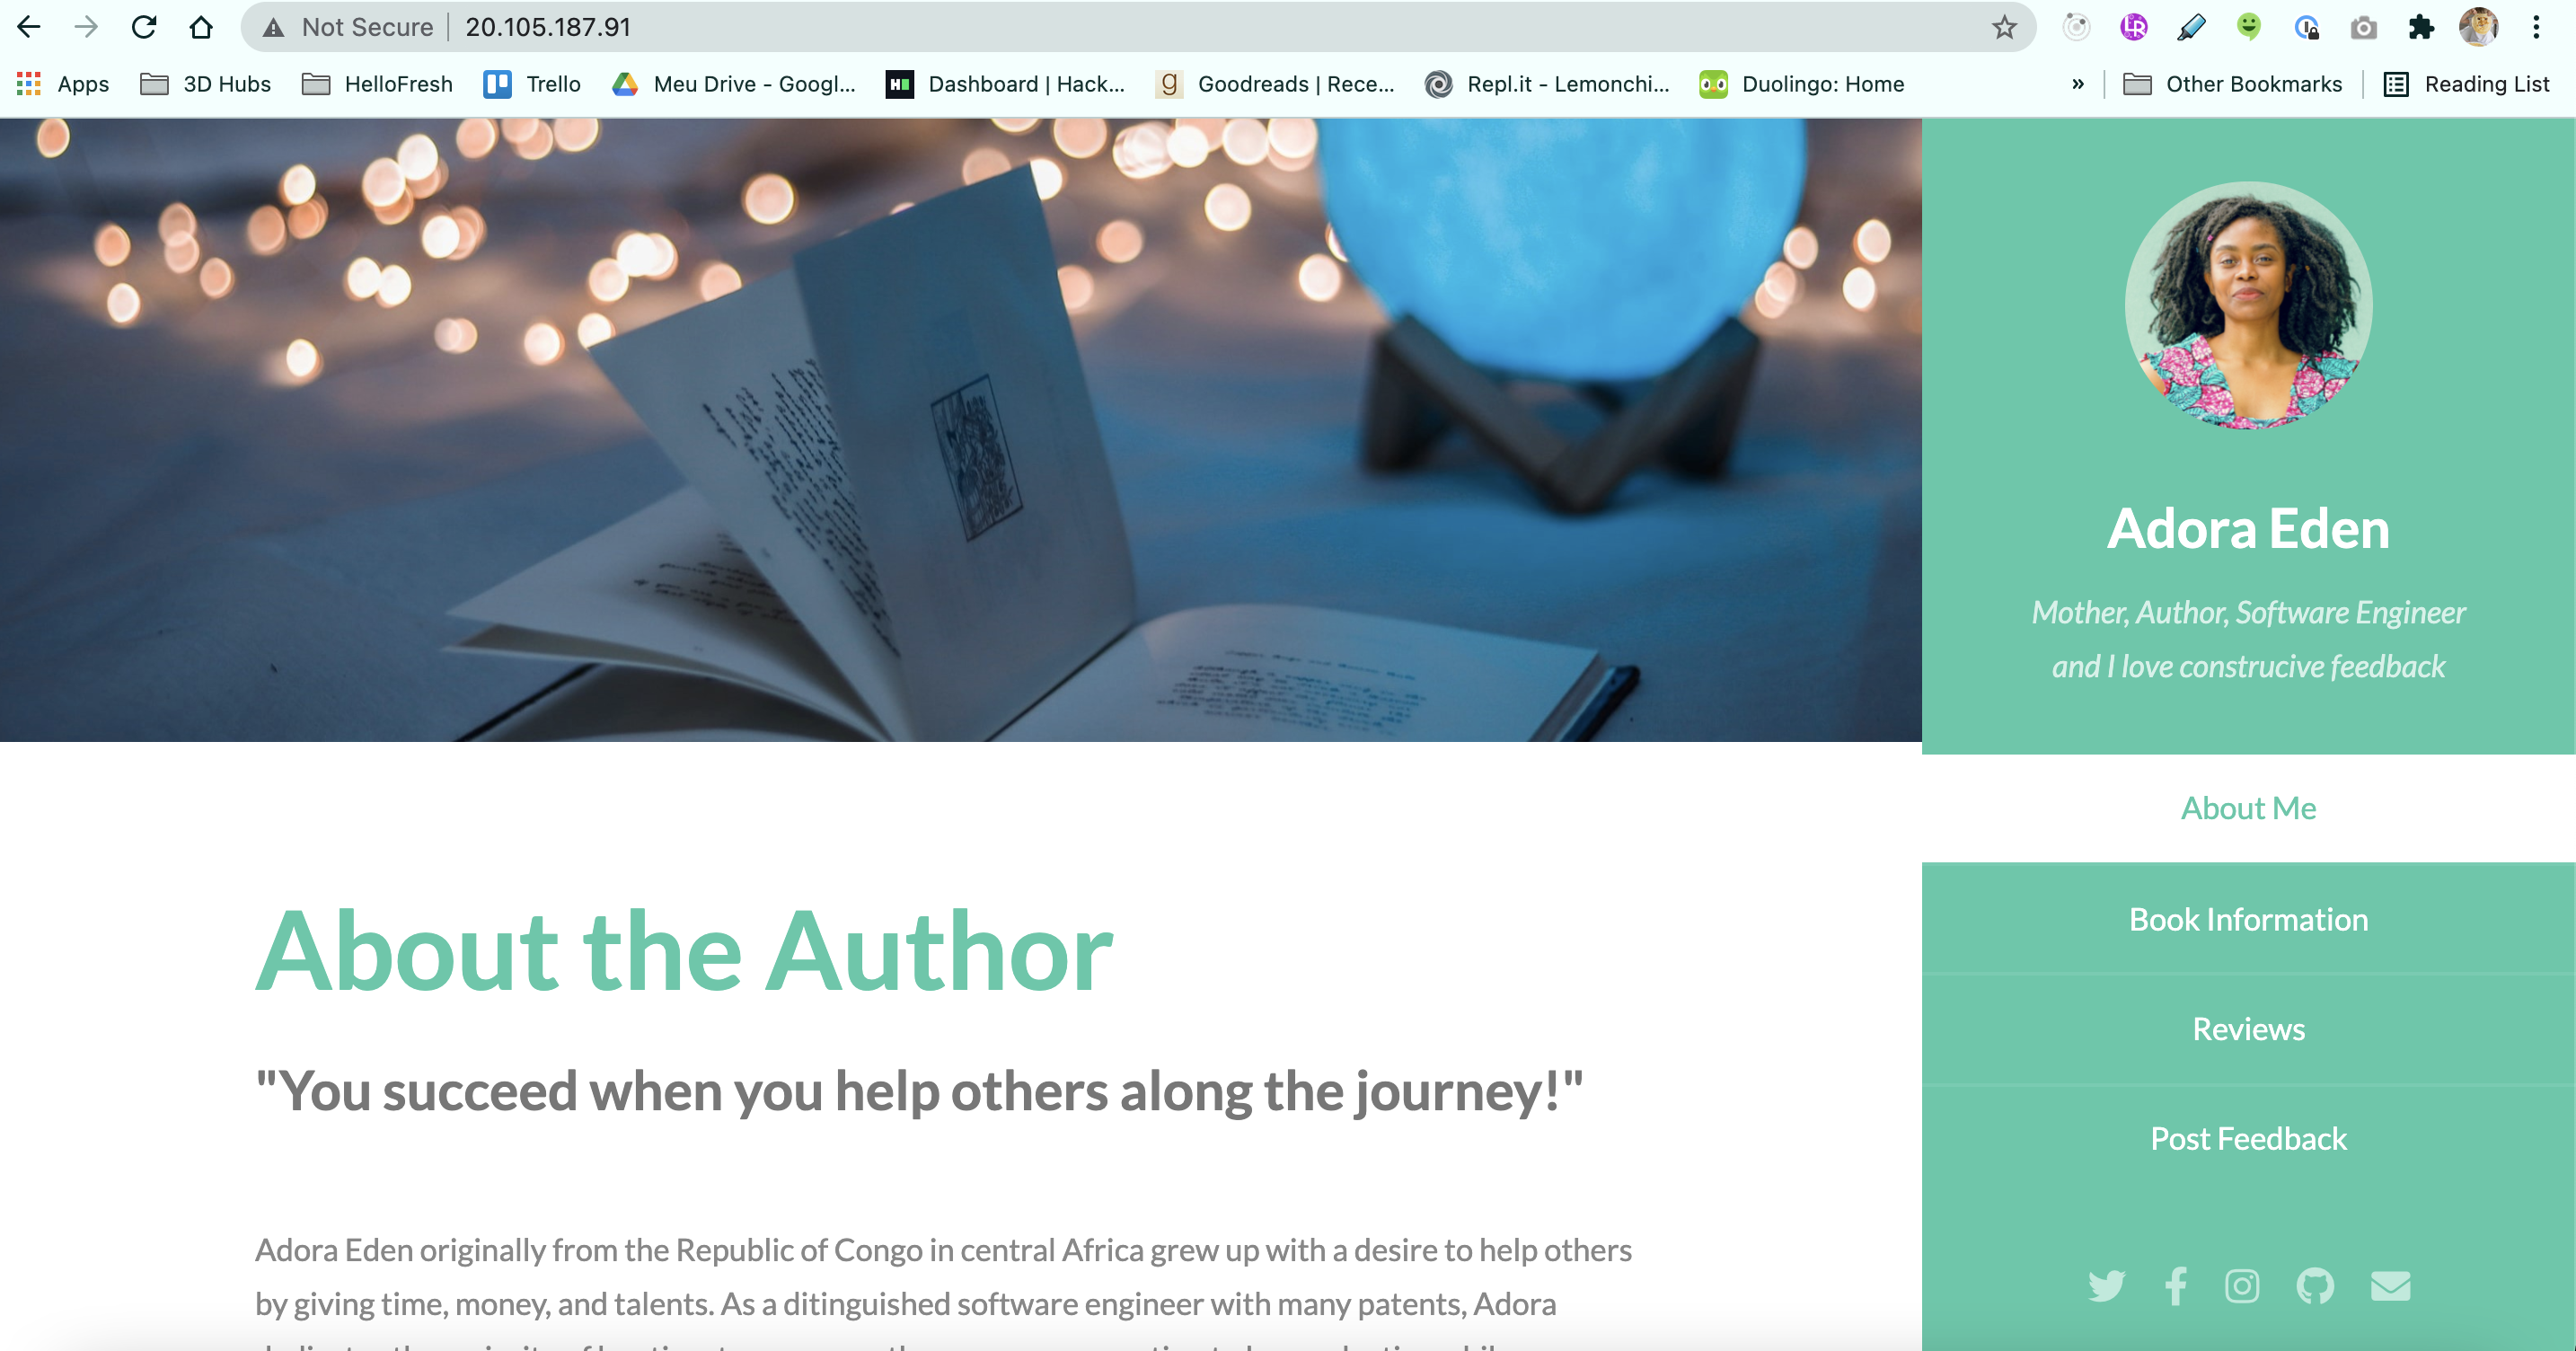 Not Secure 20.105.187.91
Apps 3D Hubs HelloFresh Trello Meu Drive - Googl... Dashboard | Hack... Goodreads | Rece... Repl.it - Lemonchi... Duolingo: Home » Other Bookmarks Reading List
Adora Eden
Mother, Author, Software Engineer
and I love construcive feedback
About Me
Book Information
Reviews
Post Feedback
About the Author
"You succeed when you help others along the journey!"
Adora Eden originally from the Republic of Congo in central Africa grew up with a desire to help others
by giving time, money, and talents. As a ditinguished software engineer with many patents, Adora